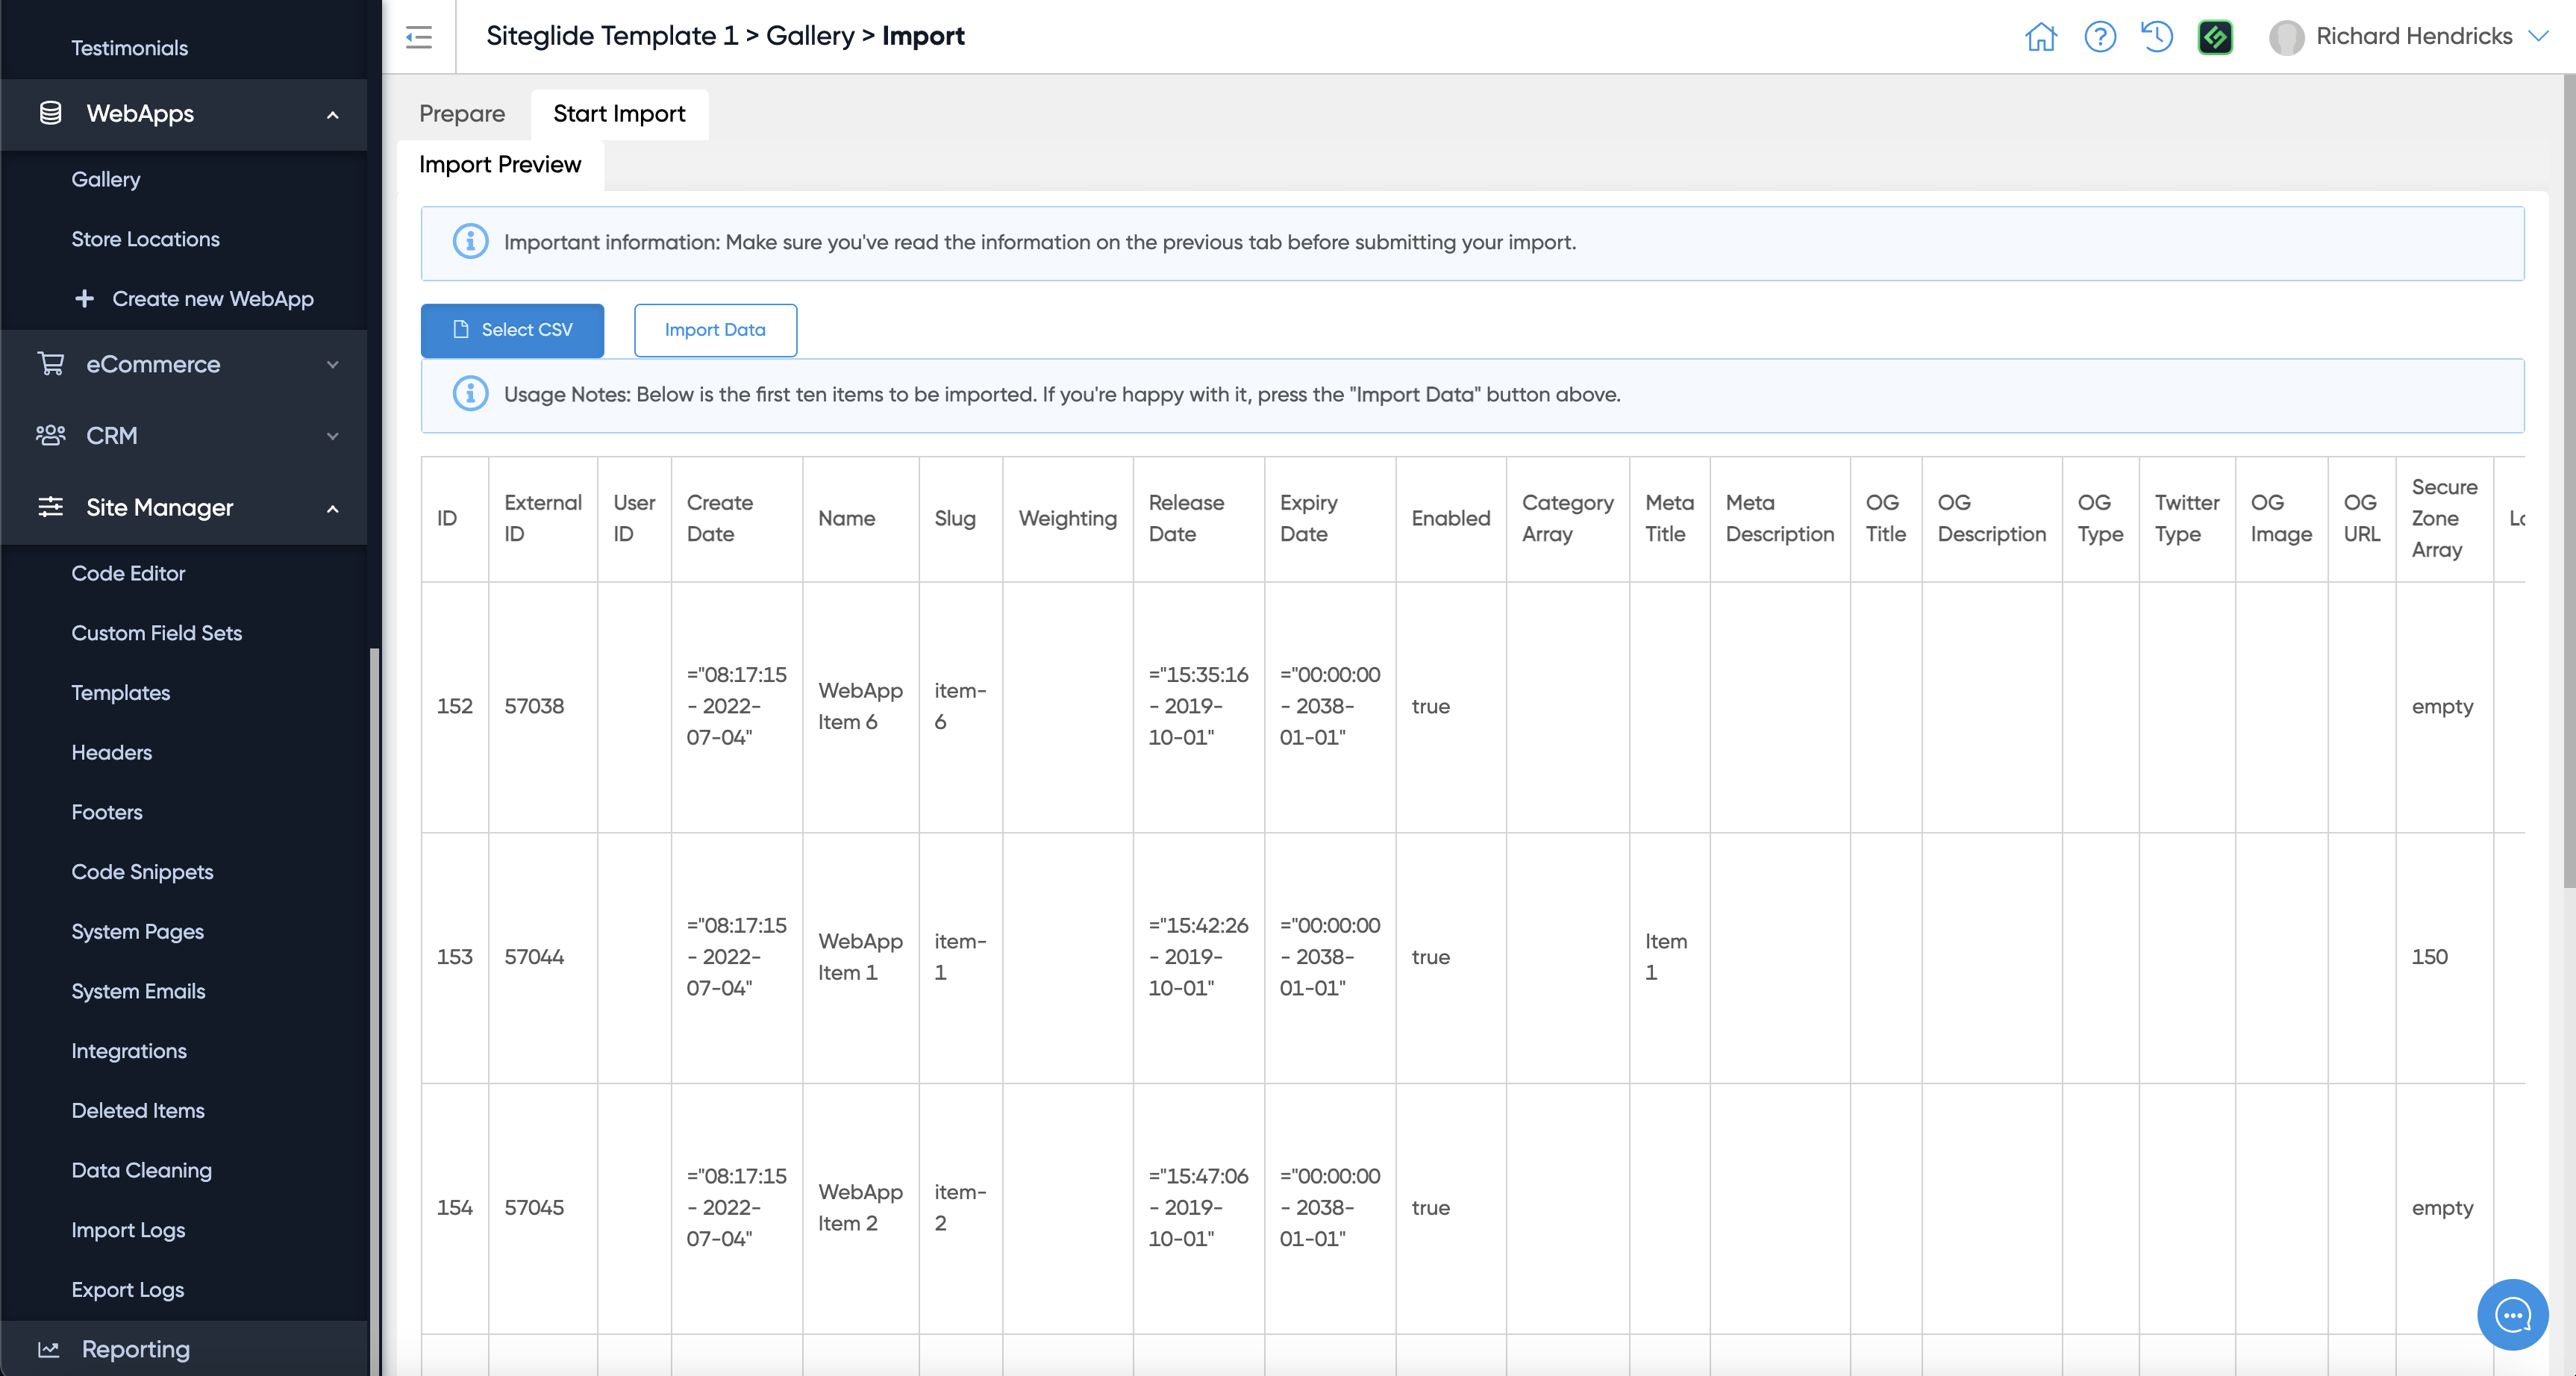 Testimonials
WebApps
Gallery
Store Locations
Create new WebApp
eCommerce
CRM
Site Manager
Code Editor
Custom Field Sets
Templates
Headers
Footers
Code Snippets
System Pages
System Emails
Integrations
Deleted Items
Data Cleaning
Import Logs
Export Logs
Reporting
Siteglide Template 1 > Gallery > Import
Richard Hendricks
Prepare
Start Import
Import Preview
Important information: Make sure you've read the information on the previous tab before submitting your import.
Select CSV
Import Data
Usage Notes: Below is the first ten items to be imported. If you're happy with it, press the "Import Data" button above.
ID
External
ID
User
ID
Create
Date
Name
Slug
Weighting
Release
Date
Expiry
Date
Enabled
Category
Array
Meta
Title
Meta
Description
OG
Title
OG
Description
OG
Type
Twitter
Type
OG
Image
OG
URL
Secure
Zone
Array
152
57038
="08:17:15
- 2022-
07-04"
WebApp
Item 6
item-
6
="15:35:16
- 2019-
10-01"
="00:00:00
- 2038-
01-01"
true
empty
153
57044
="08:17:15
- 2022-
07-04"
WebApp
Item 1
item-
1
="15:42:26
- 2019-
10-01"
="00:00:00
- 2038-
01-01"
true
Item
1
150
154
57045
="08:17:15
- 2022-
07-04"
WebApp
Item 2
item-
2
="15:47:06
- 2019-
10-01"
="00:00:00
- 2038-
01-01"
true
empty